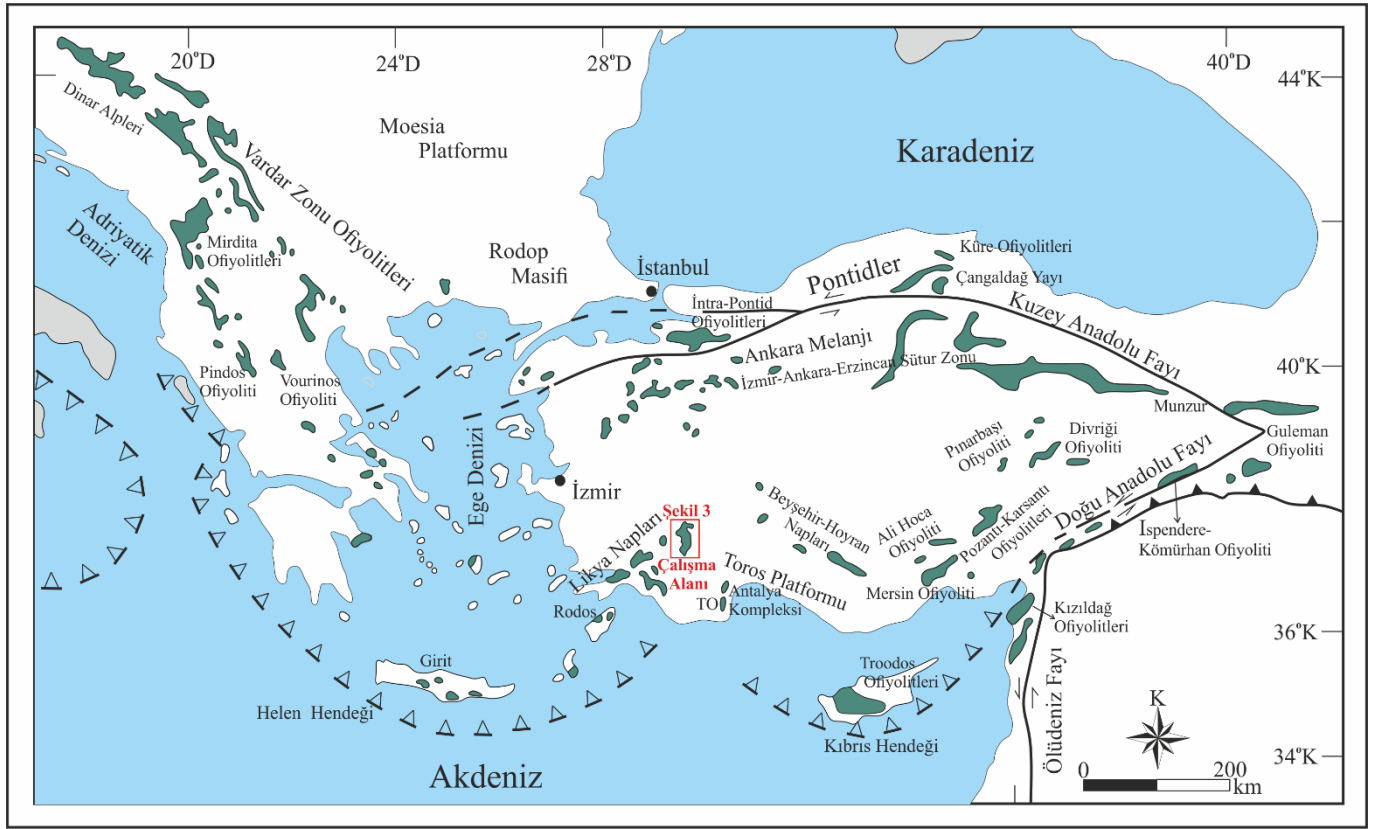 20°D
24°D
28°D
40°D
44°K
Dinar Alpleri
Moesia
Platformu
Karadeniz
Vardar Zonu Ofiyolitleri
Adriyatik
Denizi
Mirdita
Ofiyolitleri
Rodop
Masifi
İstanbul
Pontidler
Küre Ofiyolitleri
Çangaldağ Yayı
İntra-Pontid
Ofiyolitleri
Kuzey Anadolu Fayı
Ankara Melanjı
İzmir-Ankara-Erzincan Sütur Zonu
40°K
Pindos
Ofiyoliti
Vourinos
Ofiyoliti
Munzur
Guleman
Ofiyoliti
Pınarbaşı
Ofiyoliti
Divriği
Ofiyoliti
Ege Denizi
İzmir
Doğu Anadolu Fayı
Şekil 3
Çalışma
Alanı
Likya Napları
Beyşehir-Hoyran
Napları
Ali Hoca
Ofiyoliti
Pozantı-Karsantı
Ofiyolitleri
İspendere-
Kömürhan Ofiyoliti
Toros Platformu
Mersin Ofiyoliti
TO
Antalya
Kompleksi
Rodos
Kızıldağ
Ofiyolitleri
36°K
Girit
Troodos
Ofiyolitleri
Helen Hendeği
Kıbrıs Hendeği
Ölüdeniz Fayı
K
Akdeniz
34°K
0
200
km